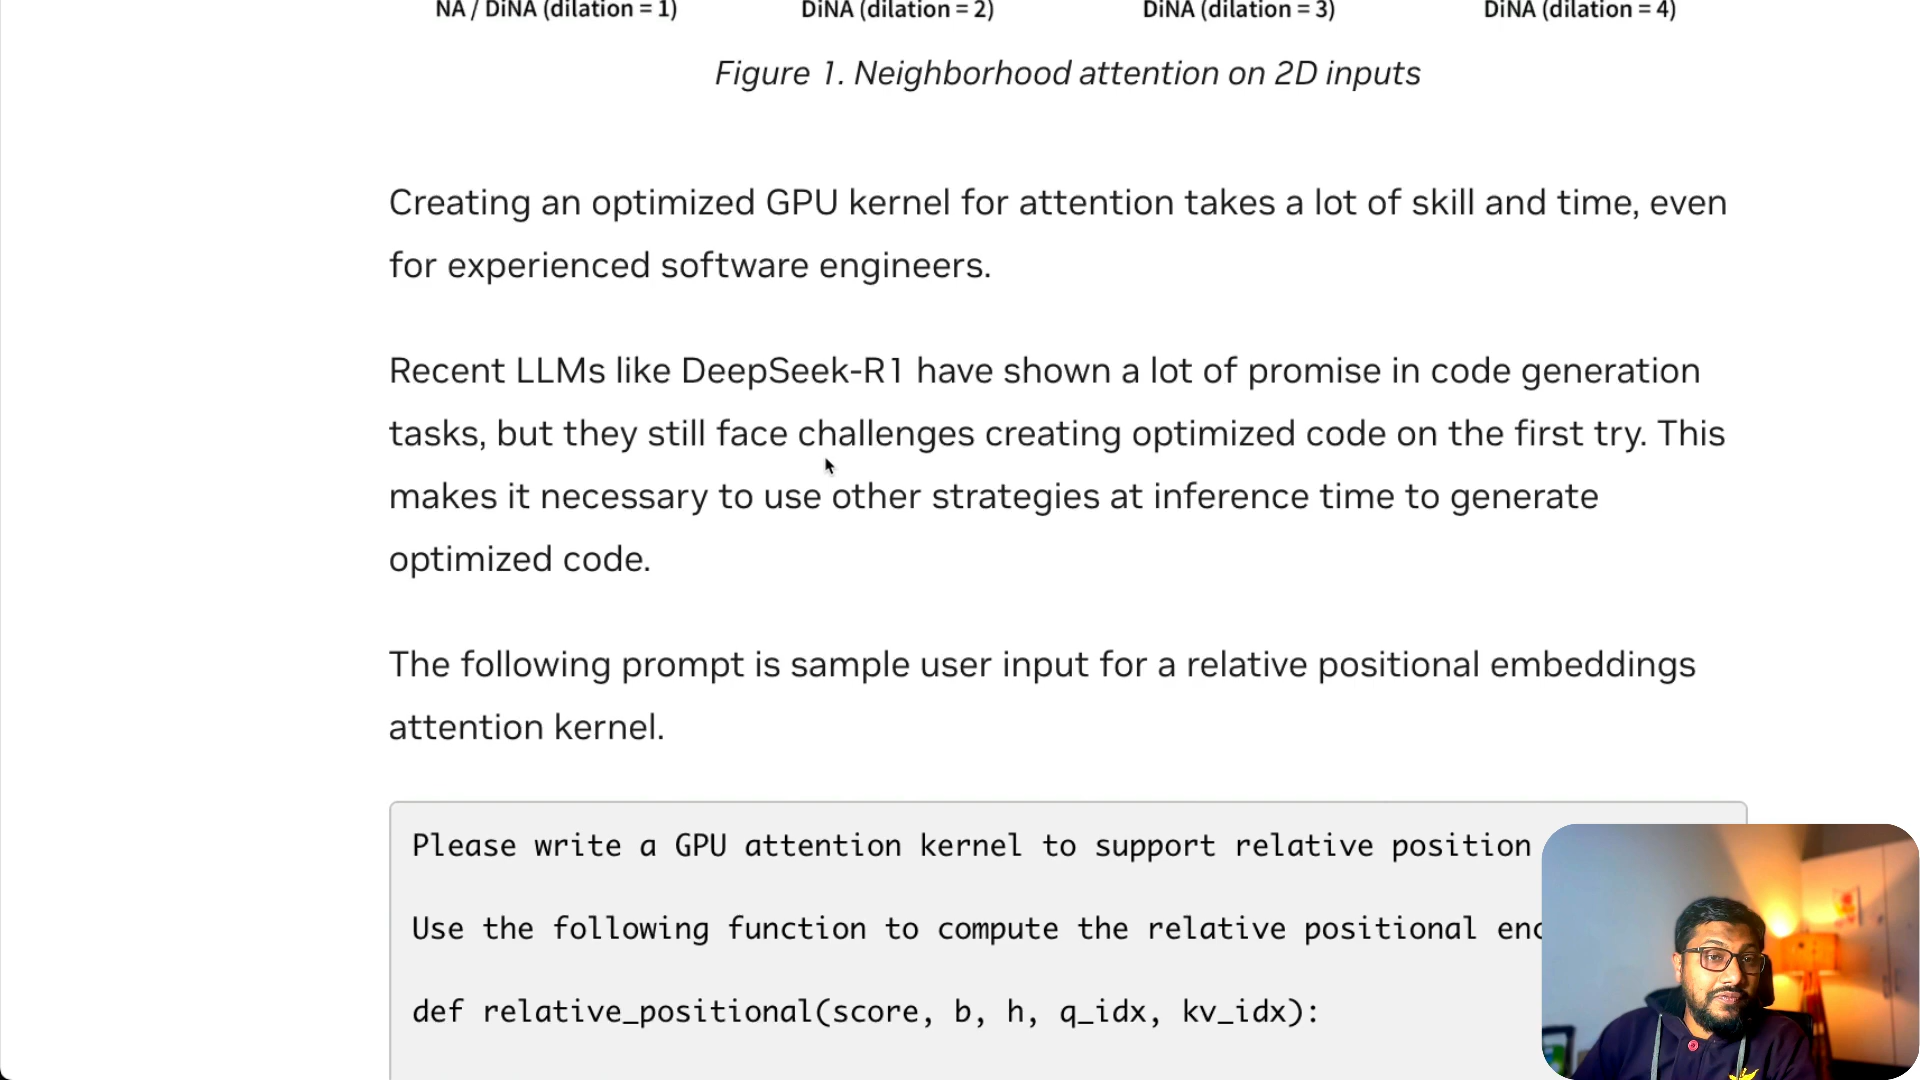 NA / DiNA (dilation = 1) DiNA (dilation = 2) DiNA (dilation = 3) DiNA (dilation = 4)
Figure 1. Neighborhood attention on 2D inputs
Creating an optimized GPU kernel for attention takes a lot of skill and time, even
for experienced software engineers.
Recent LLMs like DeepSeek-R1 have shown a lot of promise in code generation
tasks, but they still face challenges creating optimized code on the first try. This
makes it necessary to use other strategies at inference time to generate
optimized code.
The following prompt is sample user input for a relative positional embeddings
attention kernel.
Please write a GPU attention kernel to support relative position
Use the following function to compute the relative positional enc
def relative_positional(score, b, h, q_idx, kv_idx):